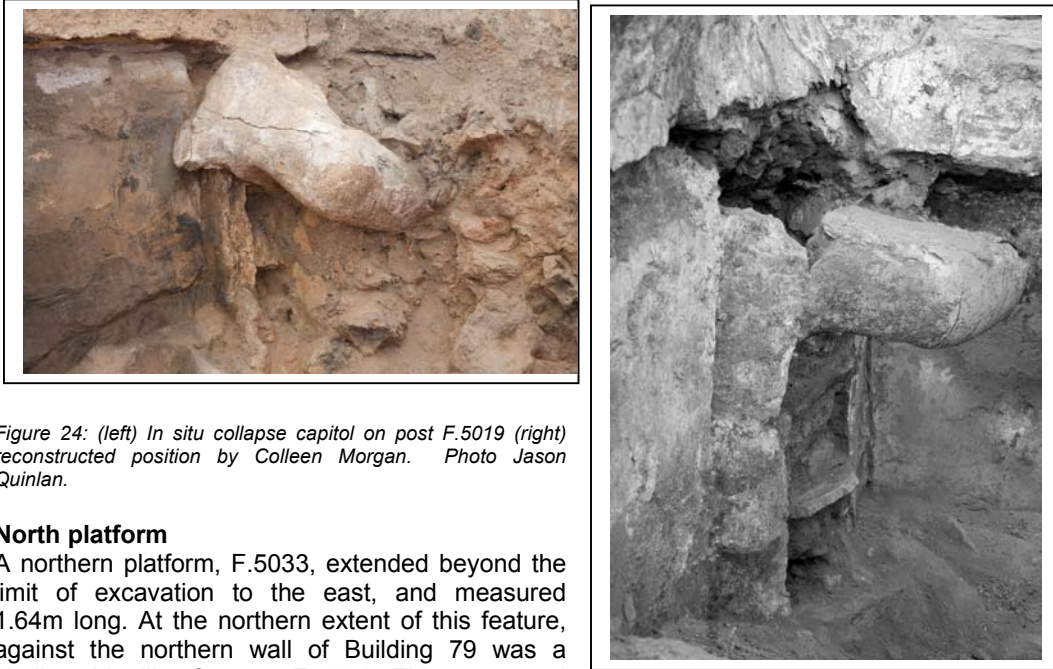 Figure 24: (left) In situ collapse capitol on post F.5019 (right)
reconstructed position by Colleen Morgan. Photo Jason
Quinlan.
North platform
A northern platform, F.5033, extended beyond the
limit of excavation to the east, and measured
1.64m long. At the northern extent of this feature,
against the northern wall of Building 79 was a